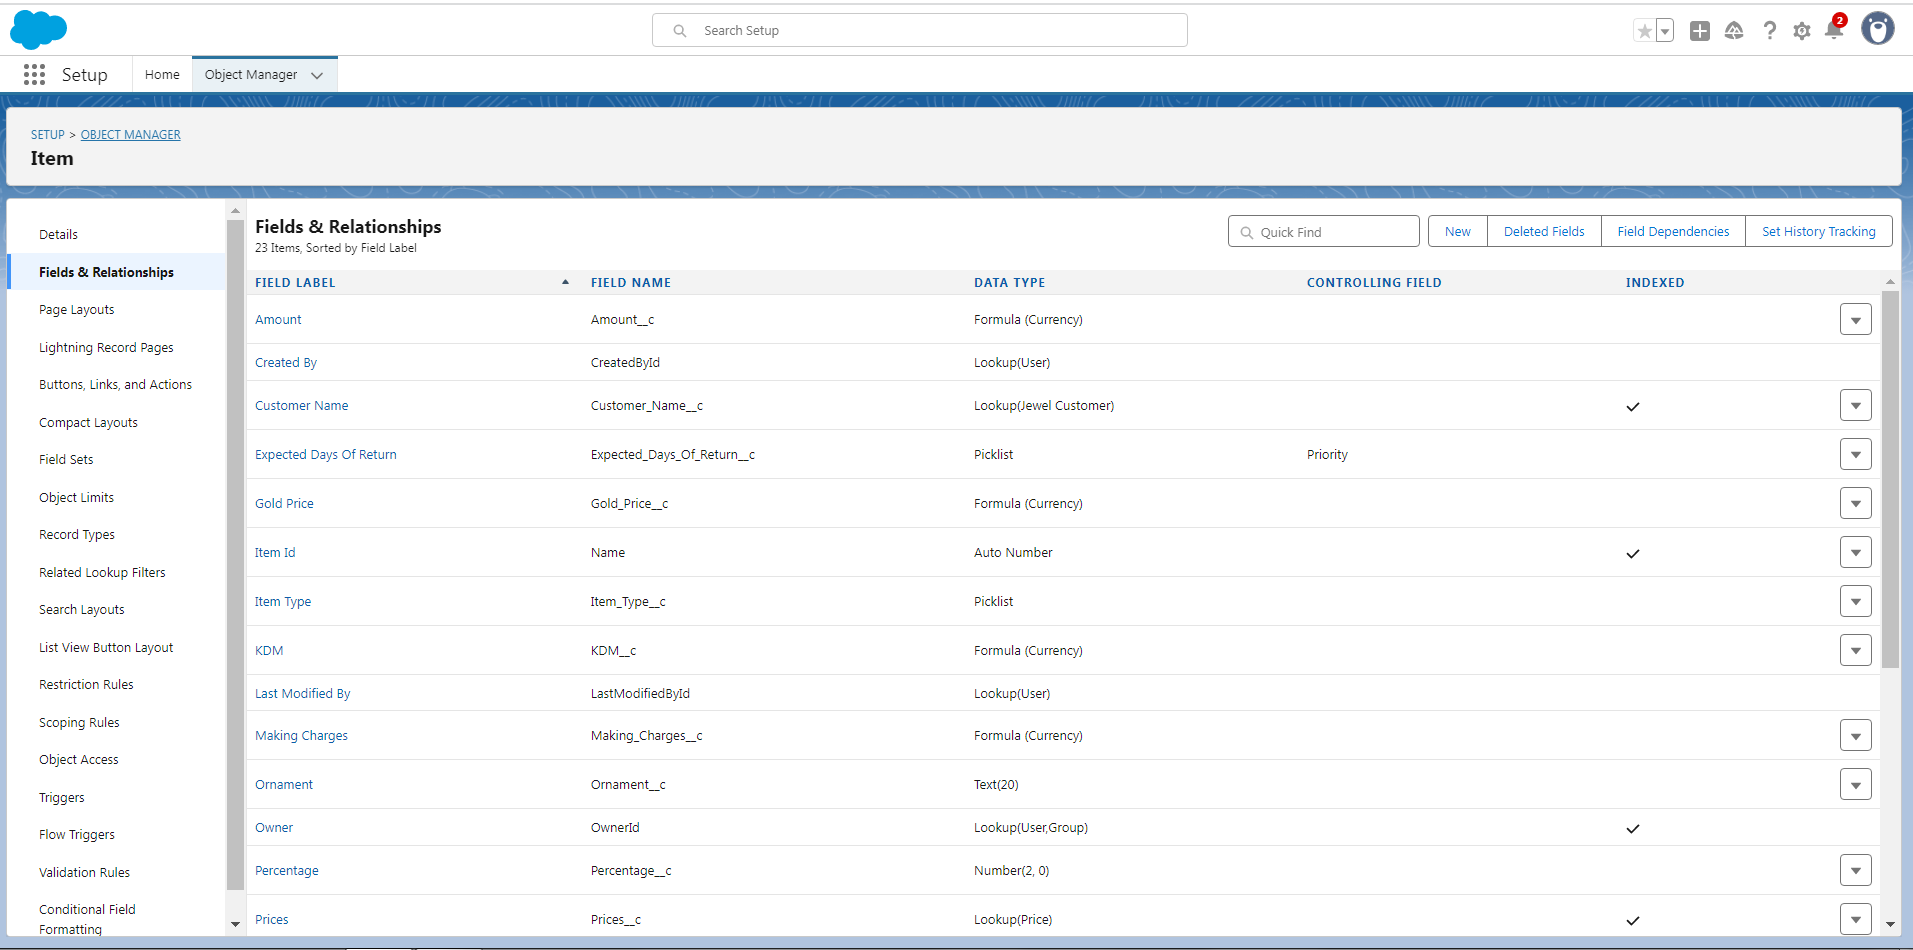 Search Setup
2
Setup
Home
Object Manager
SETUP > OBJECT MANAGER
Item
Details
Fields & Relationships
Page Layouts
Lightning Record Pages
Buttons, Links, and Actions
Compact Layouts
Field Sets
Object Limits
Record Types
Related Lookup Filters
Search Layouts
List View Button Layout
Restriction Rules
Scoping Rules
Object Access
Triggers
Flow Triggers
Validation Rules
Conditional Field
Formatting
Fields & Relationships
23 Items, Sorted by Field Label
Quick Find
New
Deleted Fields
Field Dependencies
Set History Tracking
FIELD LABEL FIELD NAME DATA TYPE CONTROLLING FIELD INDEXED
Amount Amount__c Formula (Currency)
Created By CreatedById Lookup(User)
Customer Name Customer_Name__c Lookup(Jewel Customer)
Expected Days Of Return Expected_Days_Of_Return__c Picklist Priority
Gold Price Gold_Price__c Formula (Currency)
Item Id Name Auto Number
Item Type Item_Type__c Picklist
KDM KDM__c Formula (Currency)
Last Modified By LastModifiedById Lookup(User)
Making Charges Making_Charges__c Formula (Currency)
Ornament Ornament__c Text(20)
Owner OwnerId Lookup(User,Group)
Percentage Percentage__c Number(2, 0)
Prices Prices__c Lookup(Price)